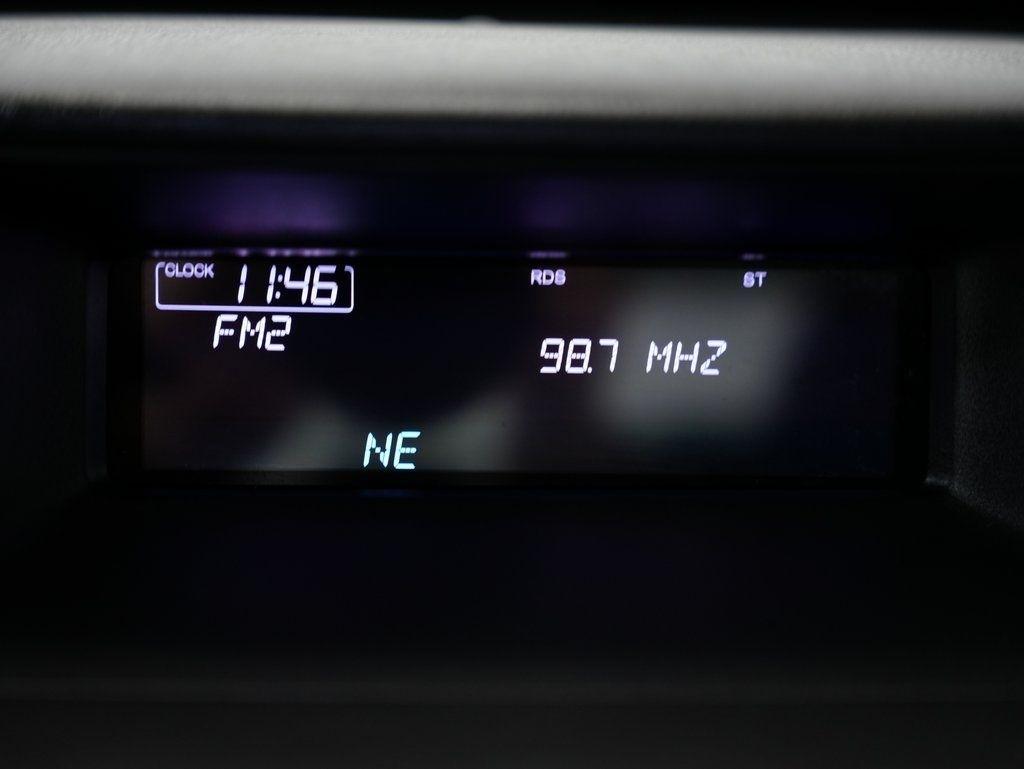 CLOCK 11:46 RDS ST
FM2
98.7 MHZ
NE